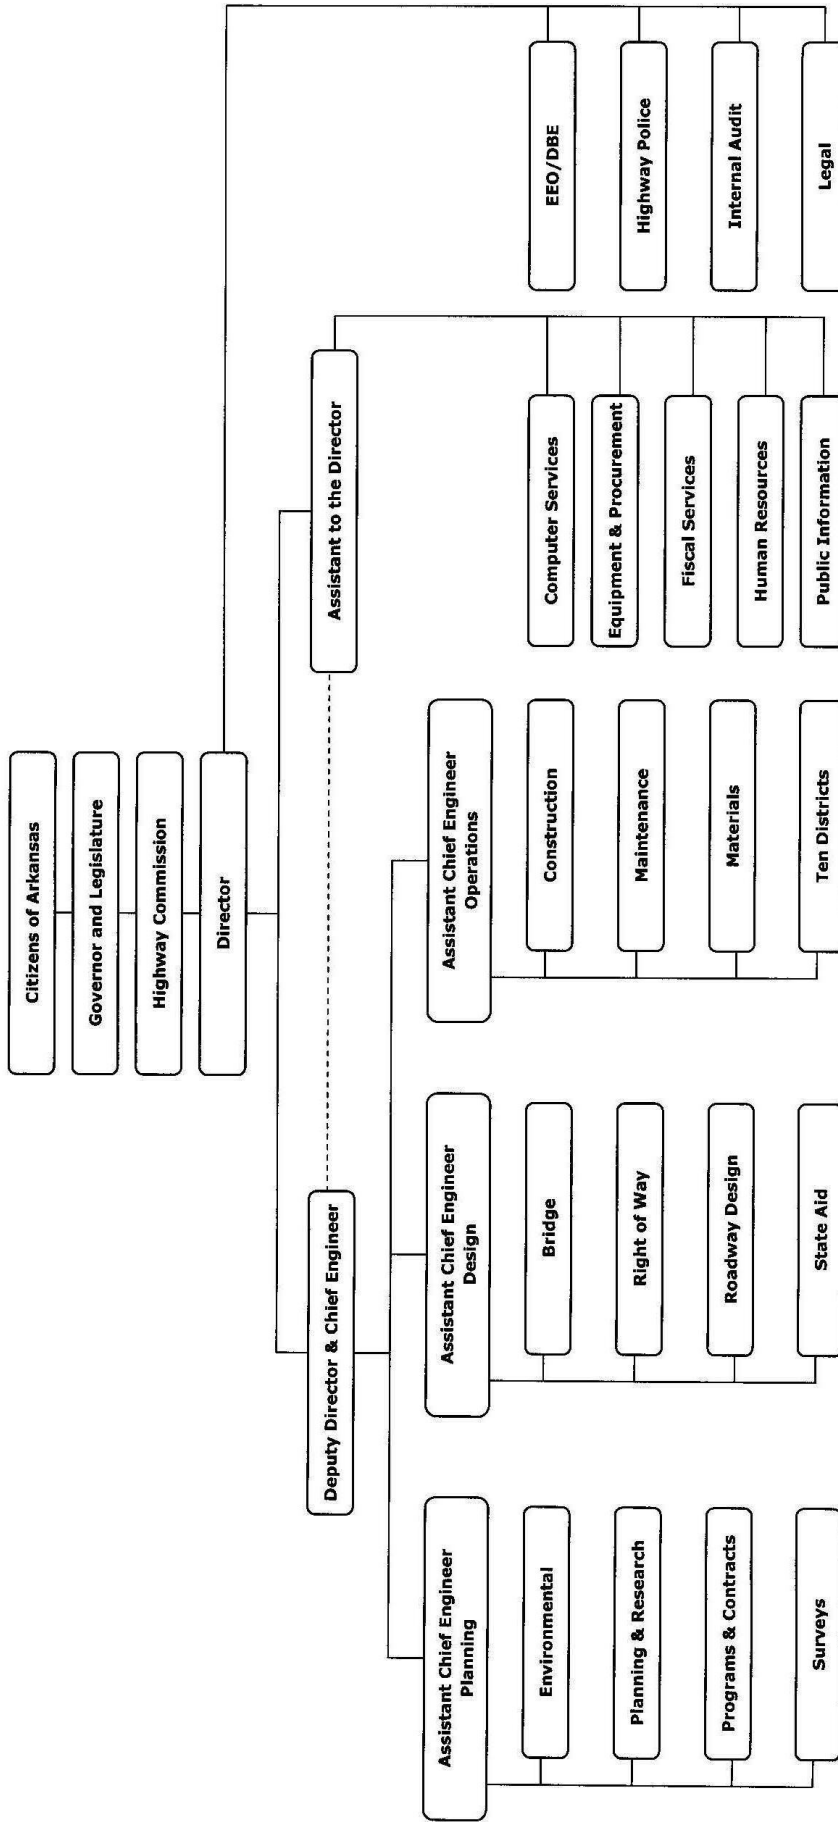 Citizens of Arkansas
Governor and Legislature
Highway Commission
Director
Deputy Director & Chief Engineer
Assistant to the Director
Assistant Chief Engineer
Planning
Assistant Chief Engineer
Design
Assistant Chief Engineer
Operations
Environmental
Planning & Research
Programs & Contracts
Surveys
Bridge
Right of Way
Roadway Design
State Aid
Construction
Maintenance
Materials
Ten Districts
Computer Services
Equipment & Procurement
Fiscal Services
Human Resources
Public Information
EEO/DBE
Highway Police
Internal Audit
Legal